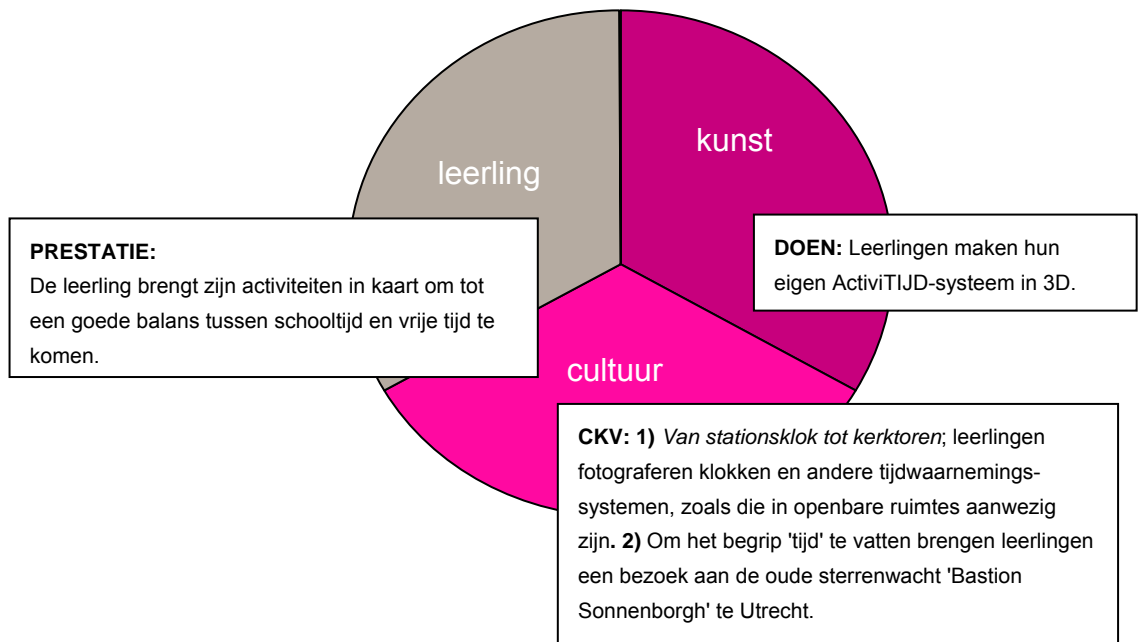 kunst
leerling
PRESTATIE:
De leerling brengt zijn activiteiten in kaart om tot
een goede balans tussen schooltijd en vrije tijd te
komen.
DOEN: Leerlingen maken hun
eigen ActiviTIJD-systeem in 3D.
cultuur
CKV: 1) Van stationsklok tot kerktoren; leerlingen
fotograferen klokken en andere tijdwaarnemings-
systemen, zoals die in openbare ruimtes aanwezig
zijn. 2) Om het begrip 'tijd' te vatten brengen leerlingen
een bezoek aan de oude sterrenwacht 'Bastion
Sonnenborgh' te Utrecht.